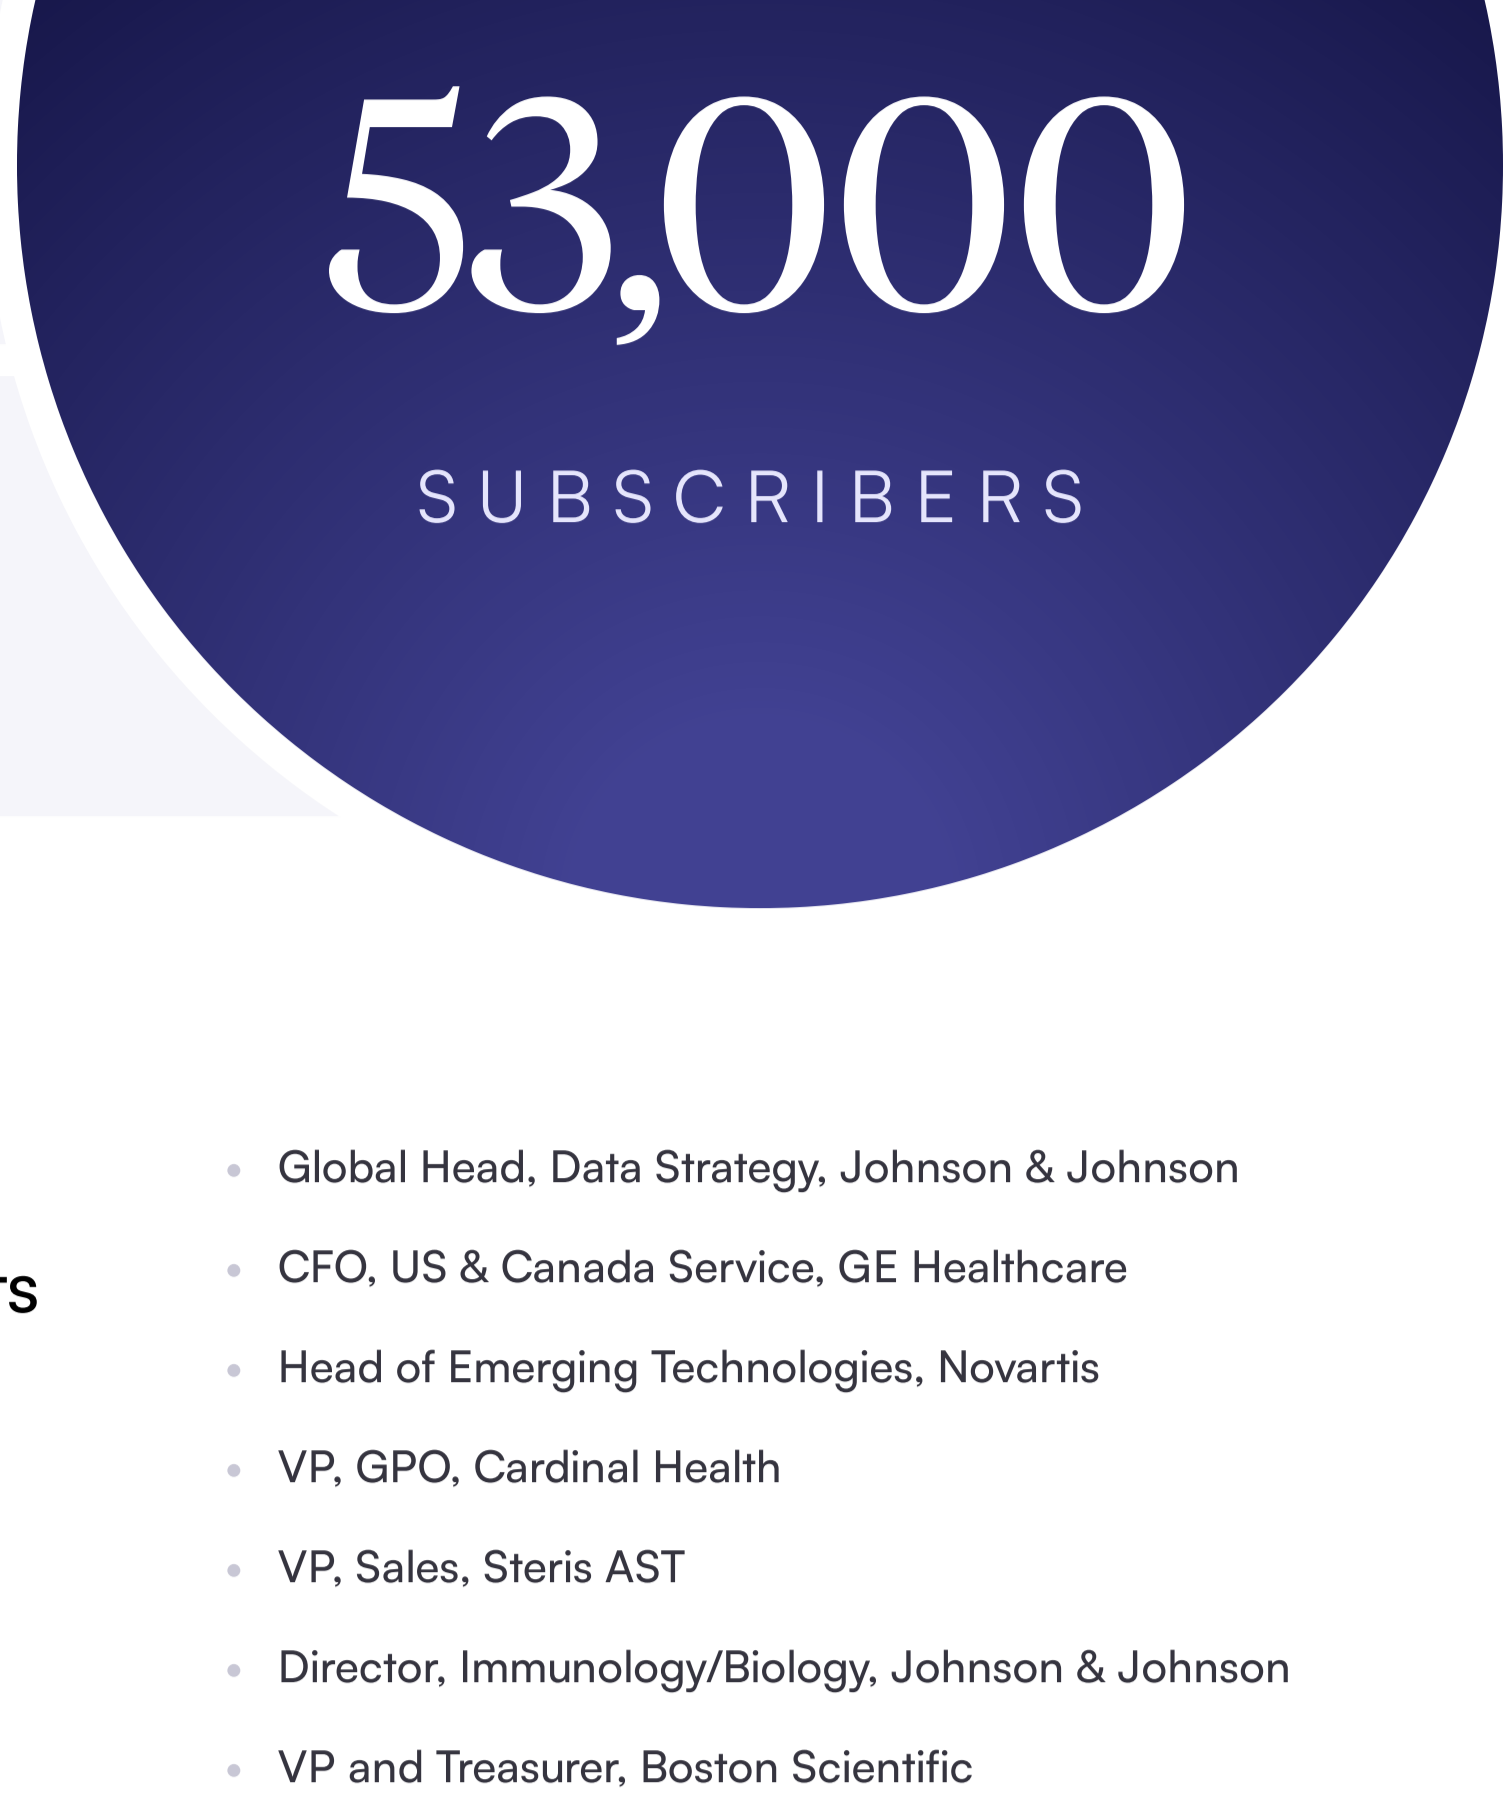 53,000
SUBSCRIBERS
Global Head, Data Strategy, Johnson & Johnson
CFO, US & Canada Service, GE Healthcare
Head of Emerging Technologies, Novartis
VP, GPO, Cardinal Health
VP, Sales, Steris AST
Director, Immunology/Biology, Johnson & Johnson
VP and Treasurer, Boston Scientific